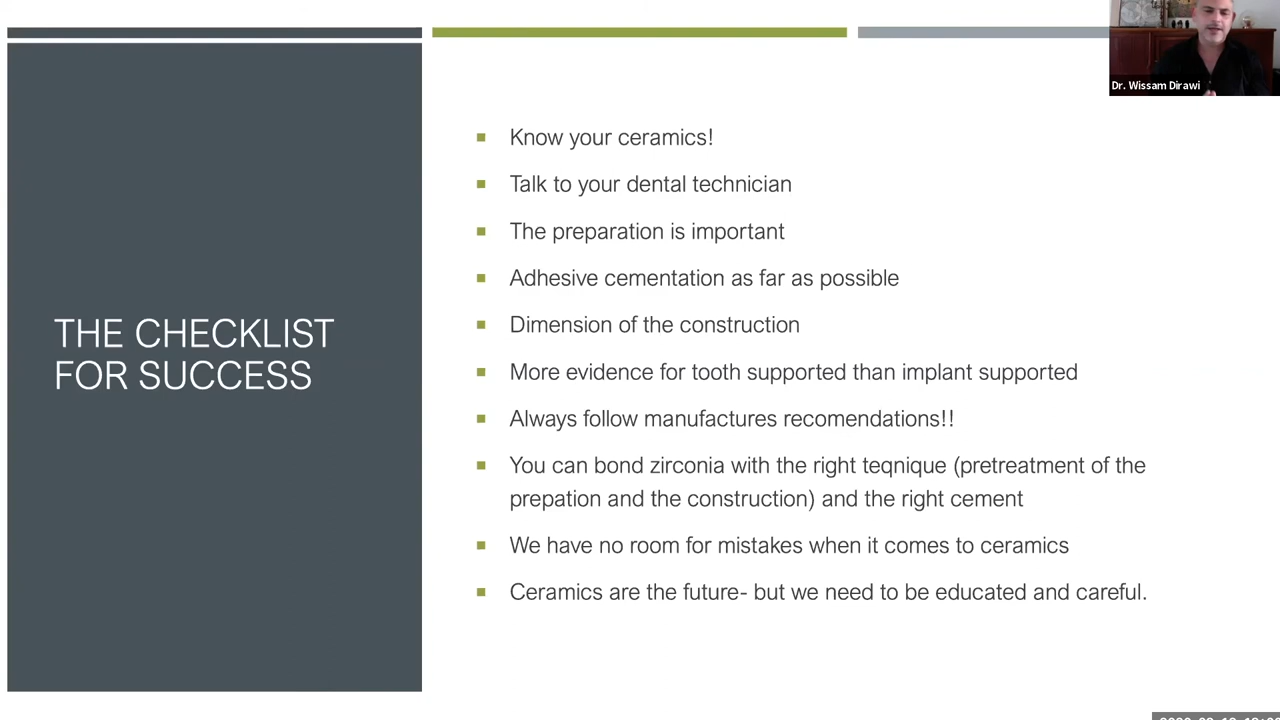 Dr. Wissam Dirawi
THE CHECKLIST
FOR SUCCESS
Know your ceramics!
Talk to your dental technician
The preparation is important
Adhesive cementation as far as possible
Dimension of the construction
More evidence for tooth supported than implant supported
Always follow manufactures recomendations!!
You can bond zirconia with the right teqnique (pretreatment of the
prepation and the construction) and the right cement
We have no room for mistakes when it comes to ceramics
Ceramics are the future- but we need to be educated and careful.